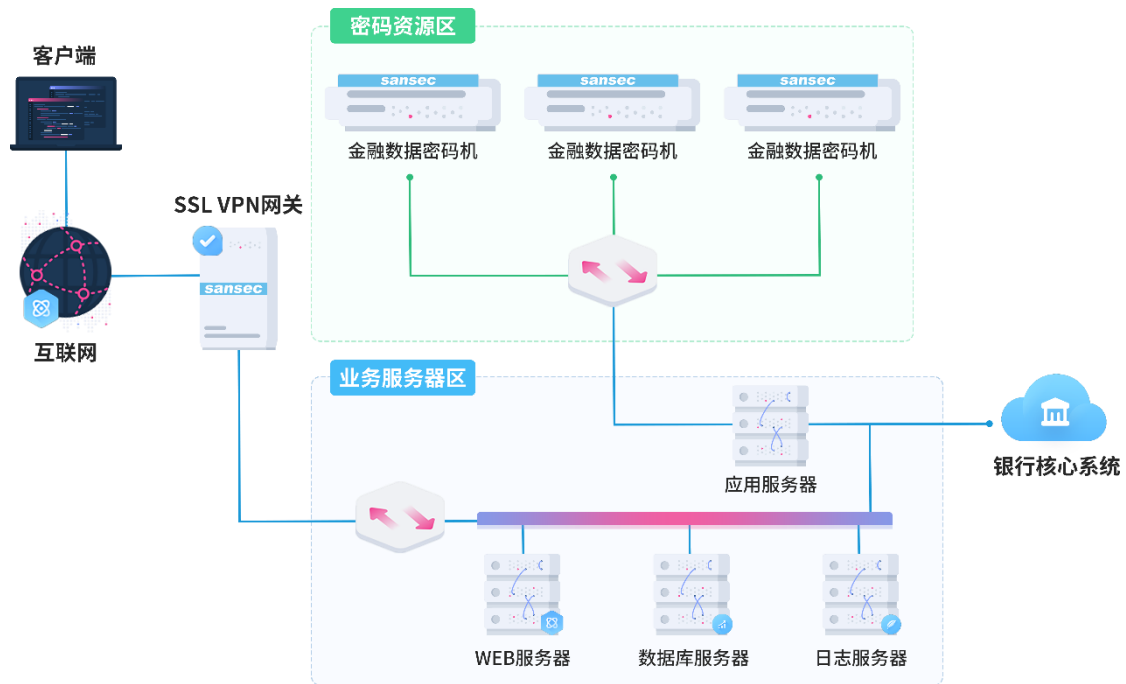 密码资源区
客户端
sansec
sansec
sansec
金融数据密码机
金融数据密码机
金融数据密码机
SSL VPN网关
sansec
互联网
业务服务器区
银行核心系统
应用服务器
WEB服务器
数据库服务器
日志服务器